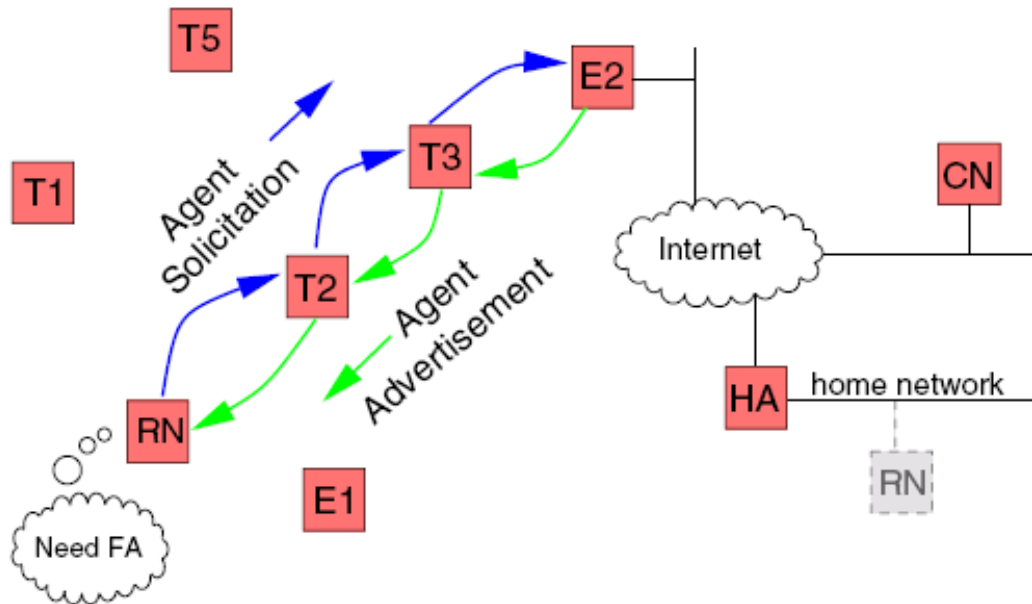 T5
E2
T3
T1
CN
Agent
Solicitation
Internet
T2
Agent
Advertisement
HA
home network
RN
RN
E1
Need FA